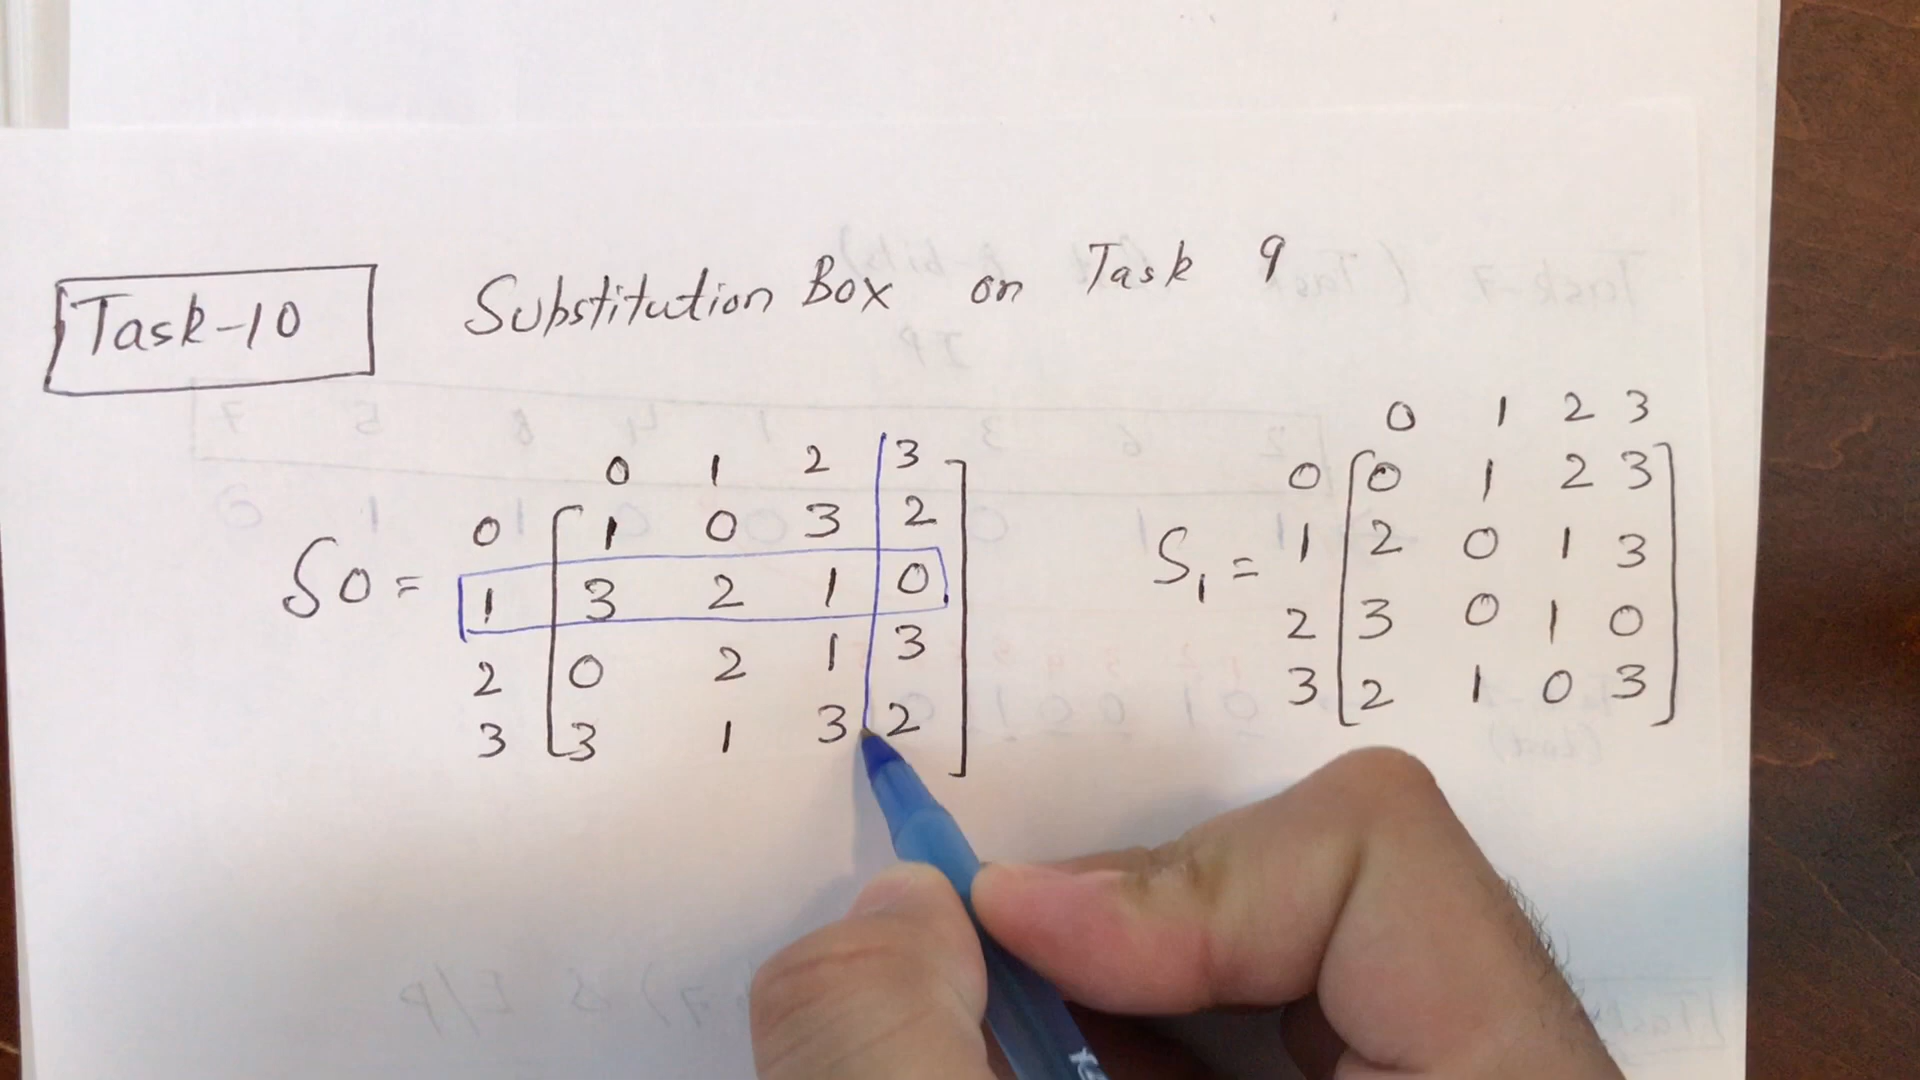 Task-10 Substitution Box on Task 9
0 1 2 3
0 1 0 3 2
S0 = 1 3 2 1 0
2 0 2 1 3
3 3 1 3 2
0 1 2 3
0 0 1 2 3
S1 = 1 2 0 1 3
2 3 0 1 0
3 2 1 0 3